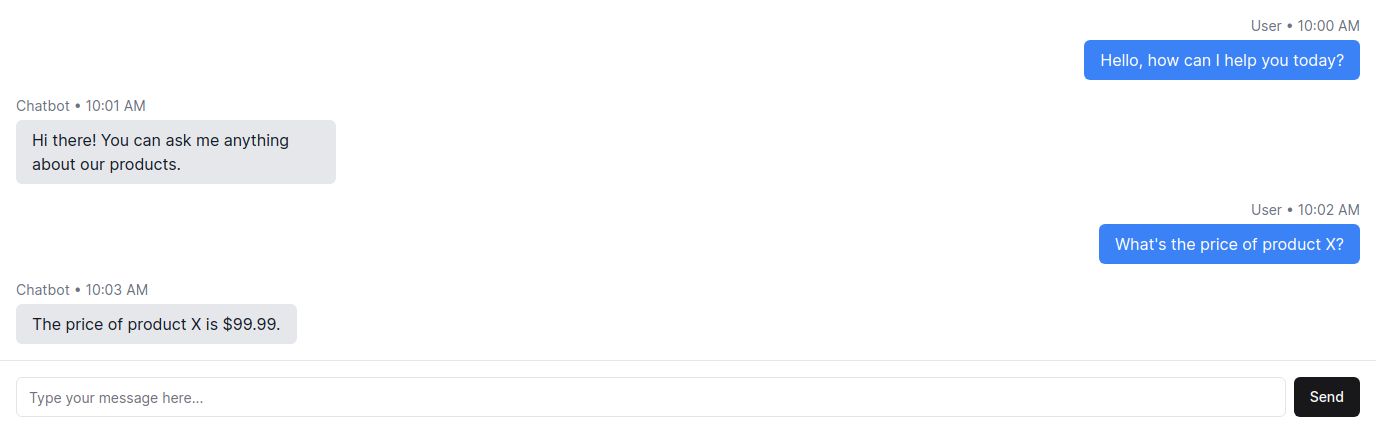 User • 10:00 AM
Hello, how can I help you today?
Chatbot • 10:01 AM
Hi there! You can ask me anything
about our products.
User • 10:02 AM
What's the price of product X?
Chatbot • 10:03 AM
The price of product X is $99.99.
Type your message here...
Send